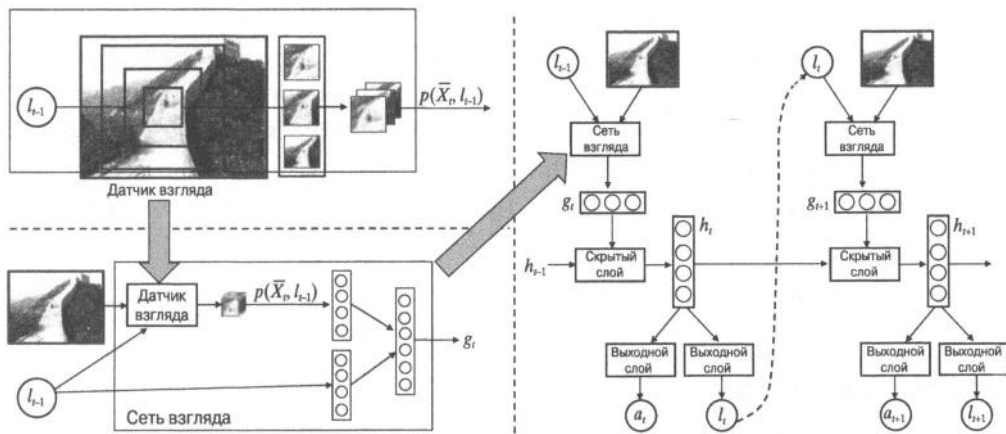 l_{t-1}
p(X̅_t, l_{t-1})
Датчик взгляда
Датчик
взгляда
p(X̅_t, l_{t-1})
g_t
l_{t-1}
Сеть взгляда
l_{t-1}
Сеть
взгляда
g_t
h_t
h_{t-1}
Скрытый
слой
Выходной
слой
Выходной
слой
a_t
l_t
l_t
Сеть
взгляда
g_{t+1}
h_{t+1}
Скрытый
слой
Выходной
слой
Выходной
слой
a_{t+1}
l_{t+1}